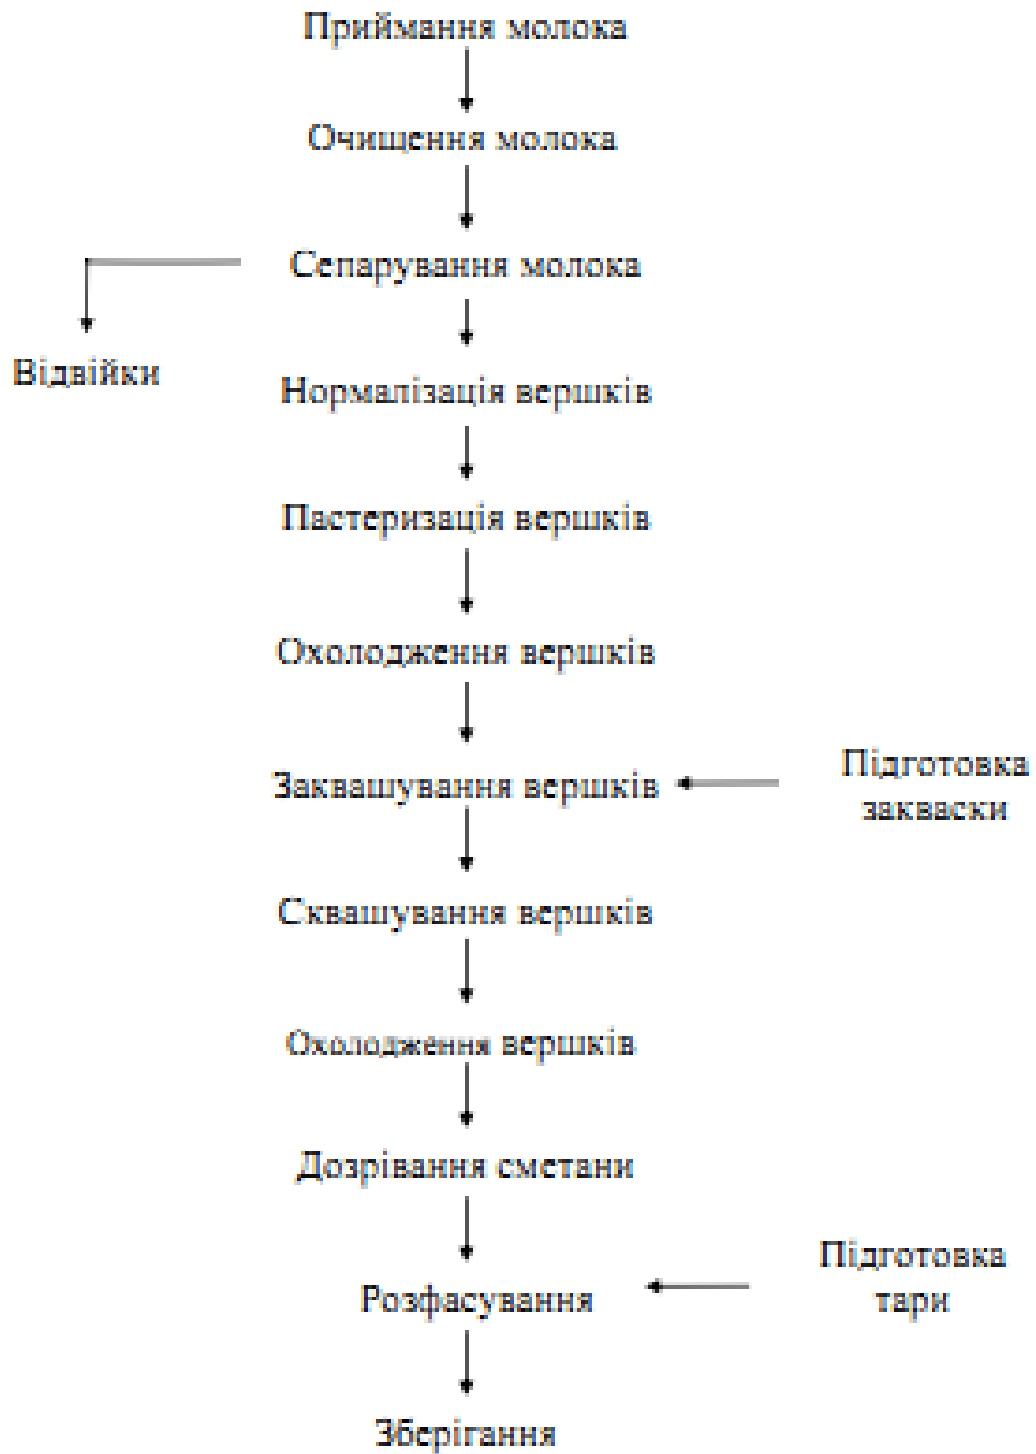 Приймання молока
Очищення молока
Сепарування молока
Відвійки
Нормалізація вершків
Пастеризація вершків
Охолодження вершків
Заквашування вершків
Підготовка
закваски
Сквашування вершків
Охолодження вершків
Дозрівання сметани
Розфасування
Підготовка
тари
Зберігання